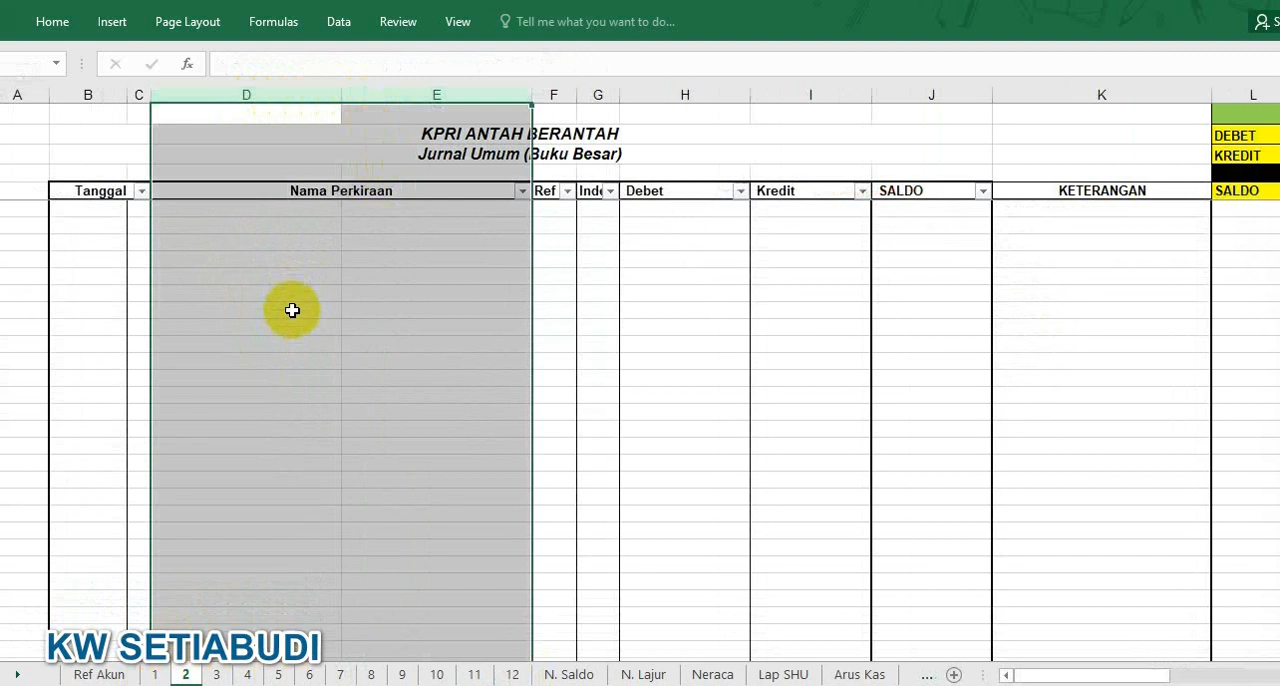 Home Insert Page Layout Formulas Data Review View Tell me what you want to do...
fx
A B C D E F G H I J K L
KPRI ANTAH BERANTAH
DEBET
Jurnal Umum (Buku Besar)
KREDIT
Tanggal Nama Perkiraan Ref Inde Debet Kredit SALDO KETERANGAN SALDO
KW SETIABUDI
Ref Akun 1 2 3 4 5 6 7 8 9 10 11 12 N. Saldo N. Lajur Neraca Lap SHU Arus Kas ...